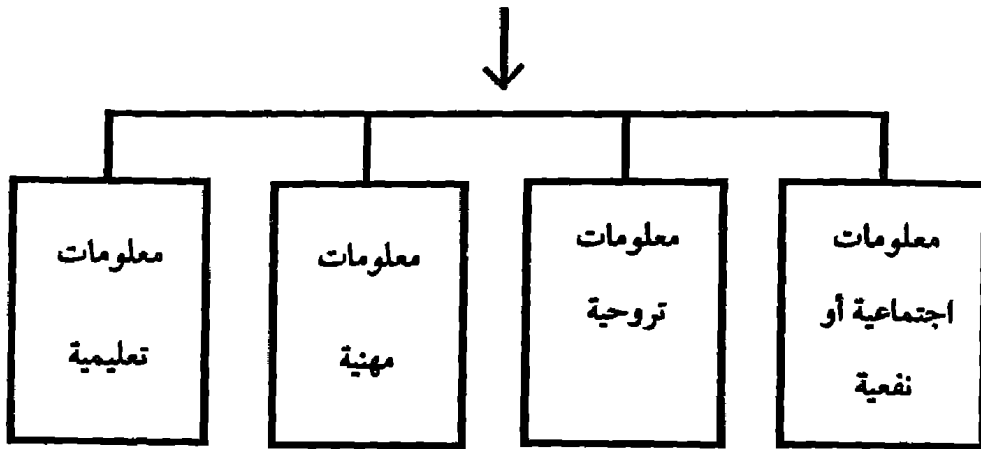 معلومات
اجتماعية أو
نفعية
معلومات
تروحية
معلومات
مهنية
معلومات
تعليمية